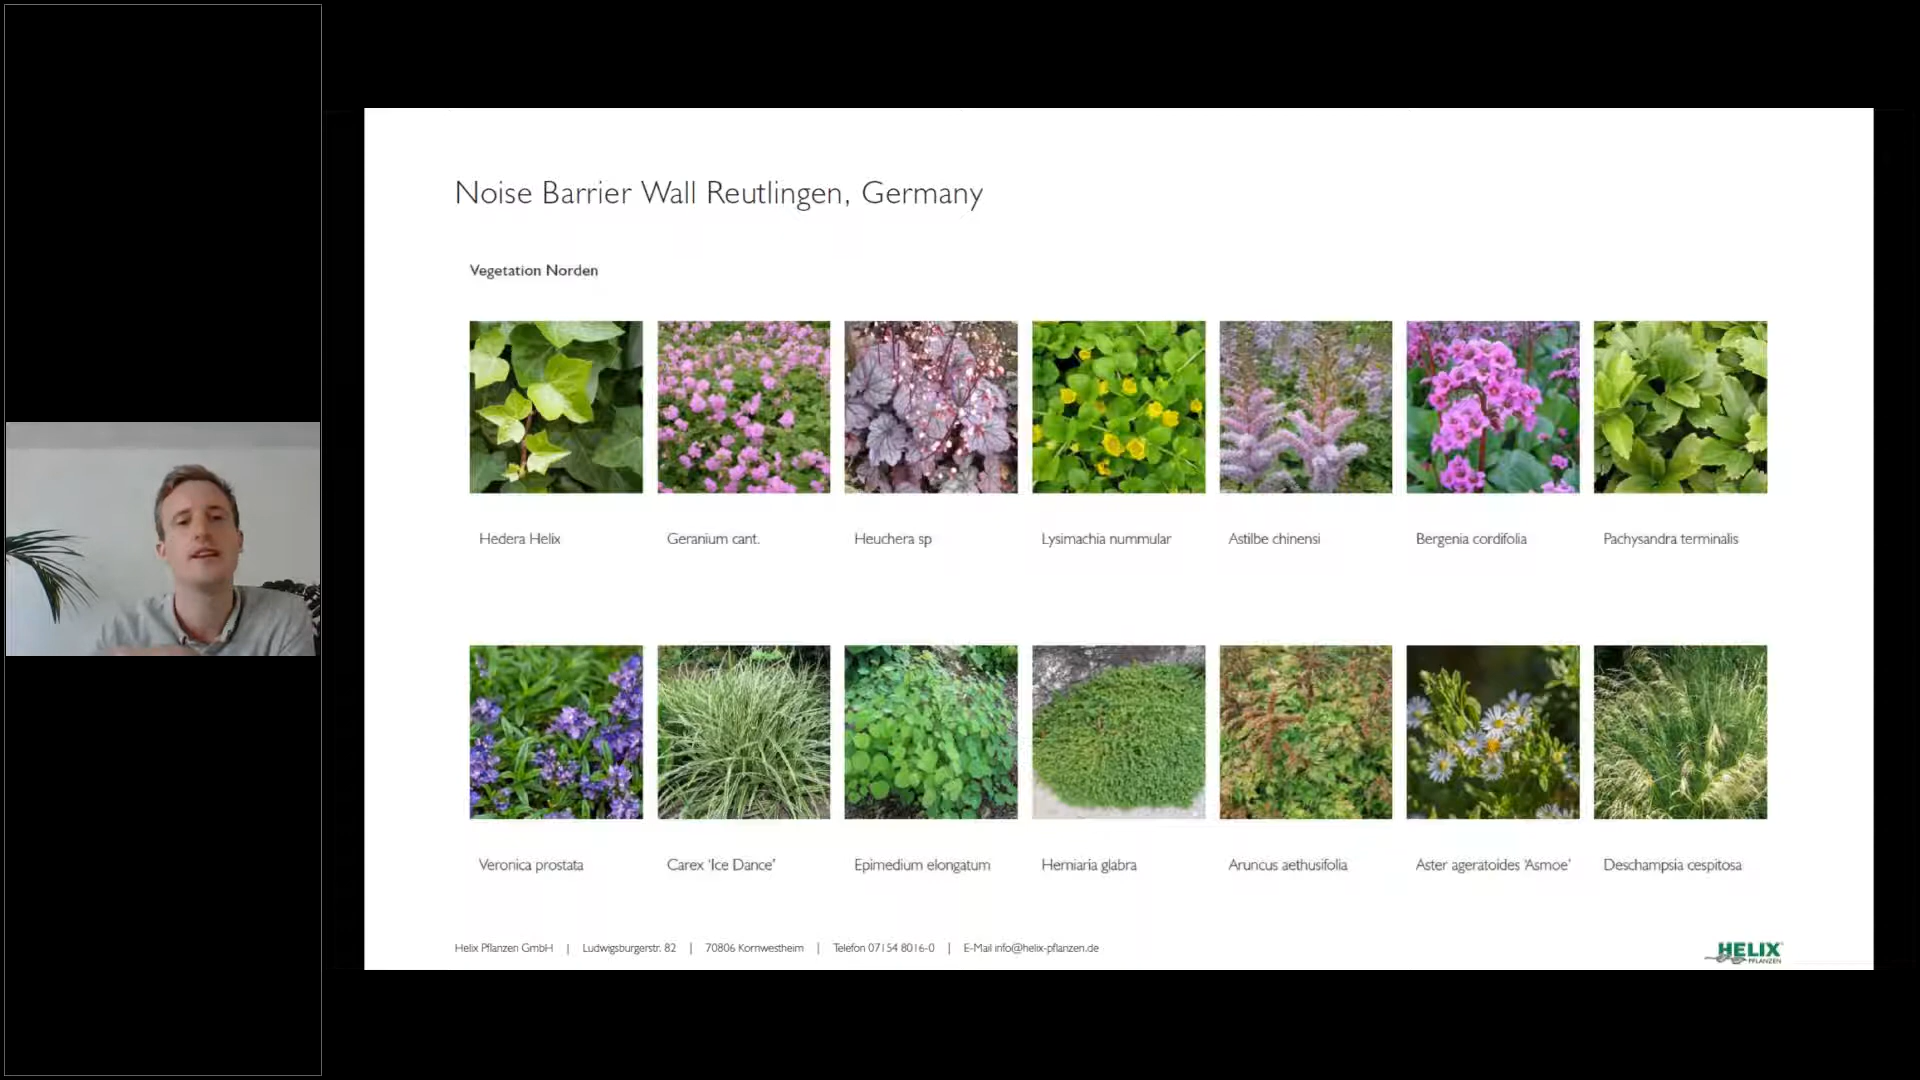 Noise Barrier Wall Reutlingen, Germany
Vegetation Norden
Hedera Helix
Geranium cant.
Heuchera sp
Lysimachia nummular
Astilbe chinensi
Bergenia cordifolia
Pachysandra terminalis
Veronica prostata
Carex ‘Ice Dance’
Epimedium elongatum
Herniaria glabra
Aruncus aethusifolia
Aster ageratoides ‘Asmoe’
Deschampsia cespitosa
Helix Pflanzen GmbH | Ludwigsburgerstr. 82 | 70806 Kornwestheim | Telefon 07154 8016-0 | E-Mail info@helix-pflanzen.de
HELIX
PFLANZEN